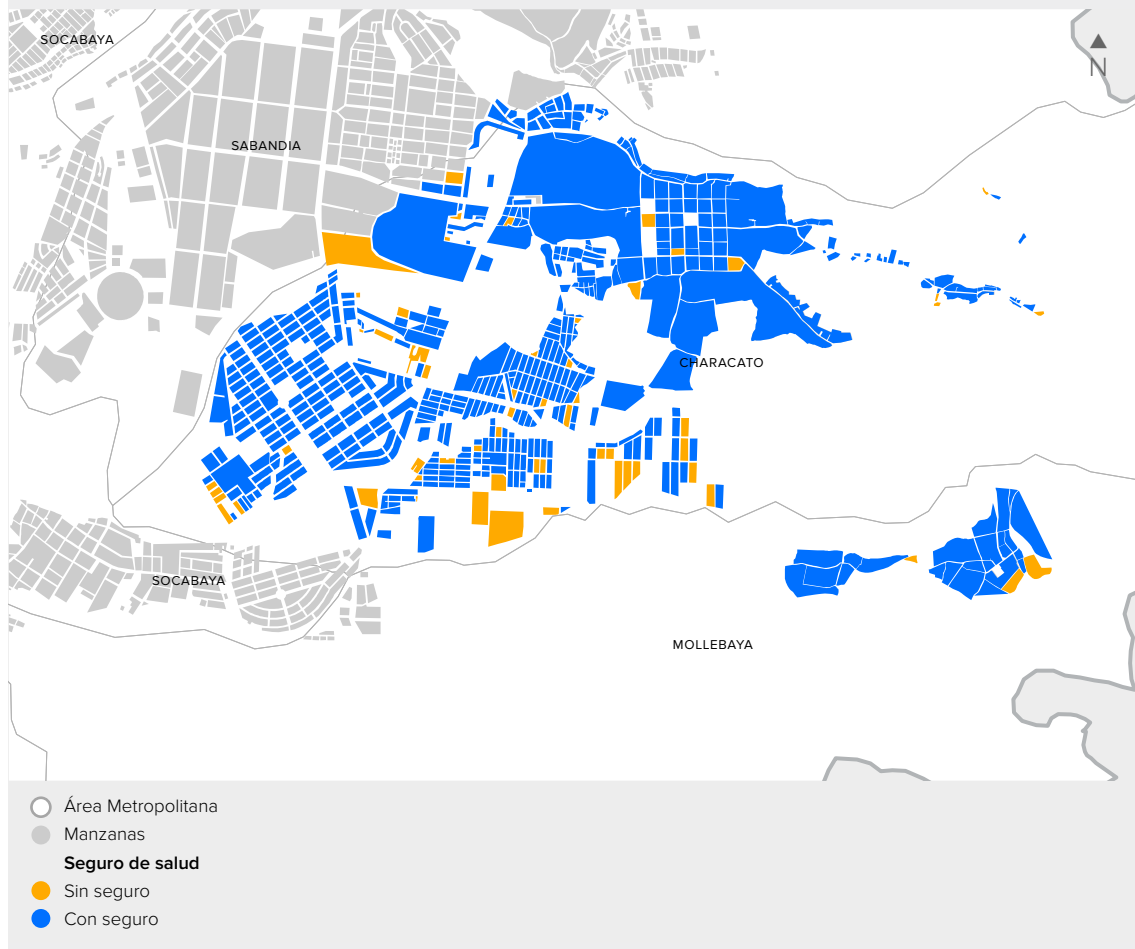 SOCABAYA
N
SABANDIA
CHARACATO
SOCABAYA
MOLLEBAYA
Área Metropolitana
Manzanas
Seguro de salud
Sin seguro
Con seguro